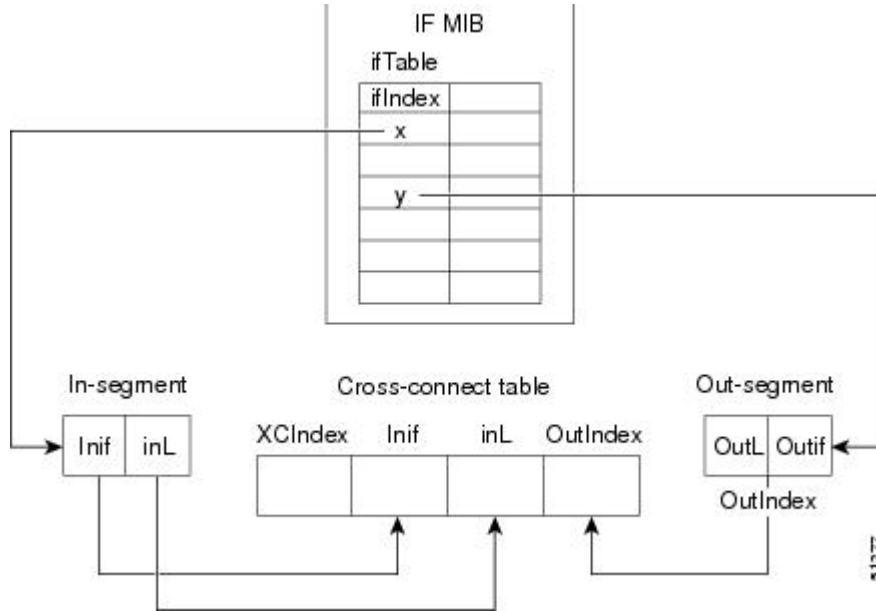 IF MIB
ifTable
ifIndex
x
y
In-segment
Cross-connect table
Out-segment
Inif inL
XCIndex Inif inL OutIndex
OutL Outif
OutIndex